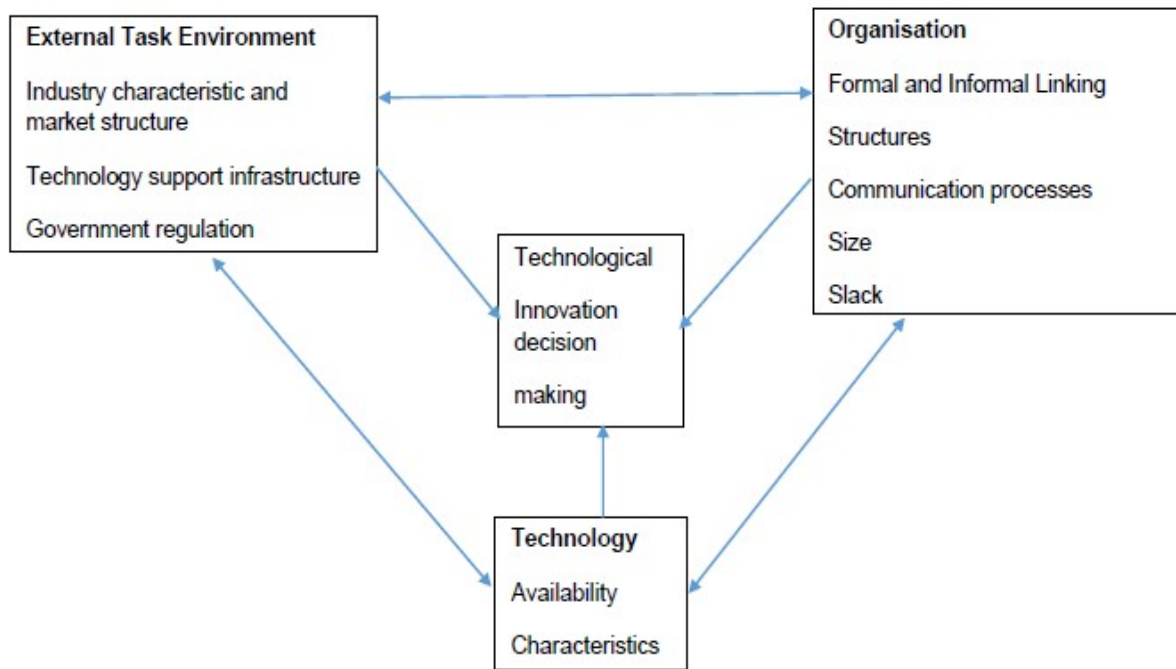 External Task Environment
Industry characteristic and
market structure
Technology support infrastructure
Government regulation
Organisation
Formal and Informal Linking
Structures
Communication processes
Size
Slack
Technological
Innovation
decision
making
Technology
Availability
Characteristics